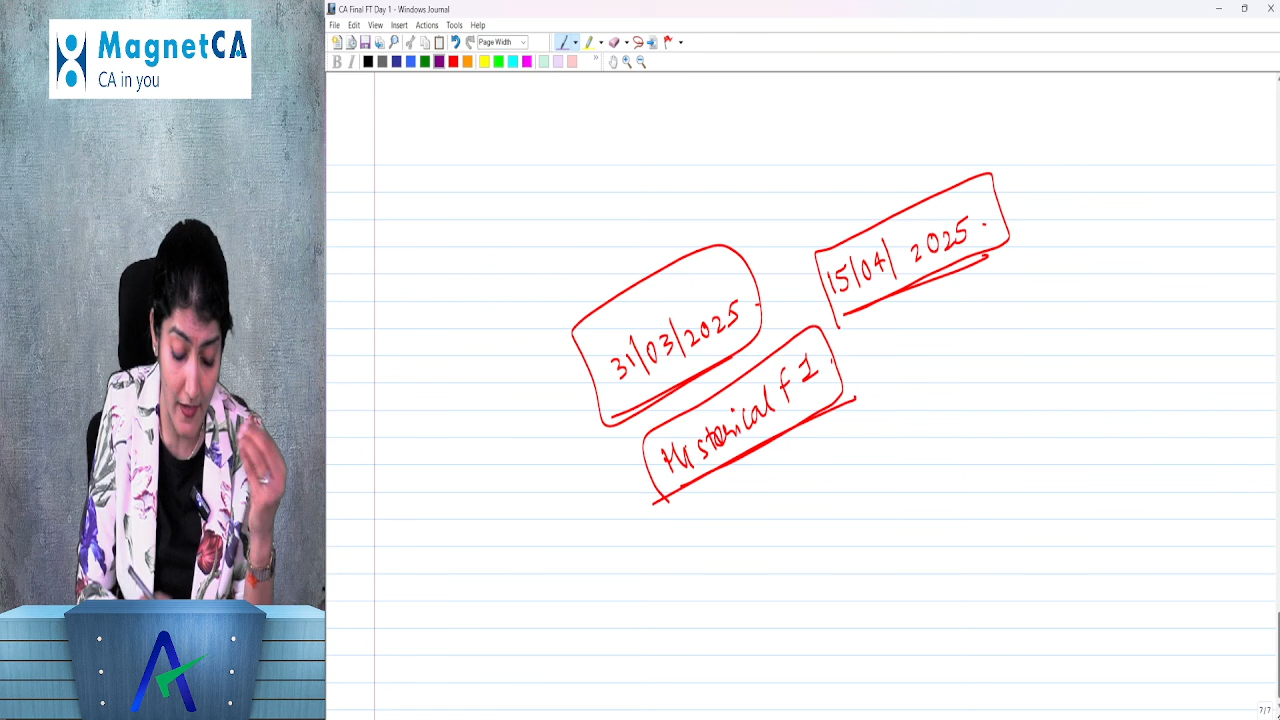 MagnetCA
CA in you
CA Final FT Day 1 - Windows Journal
File Edit View Insert Actions Tools Help
Page Width
B I
15/04/2025.
31/03/2025.
Historical F I.
7/7